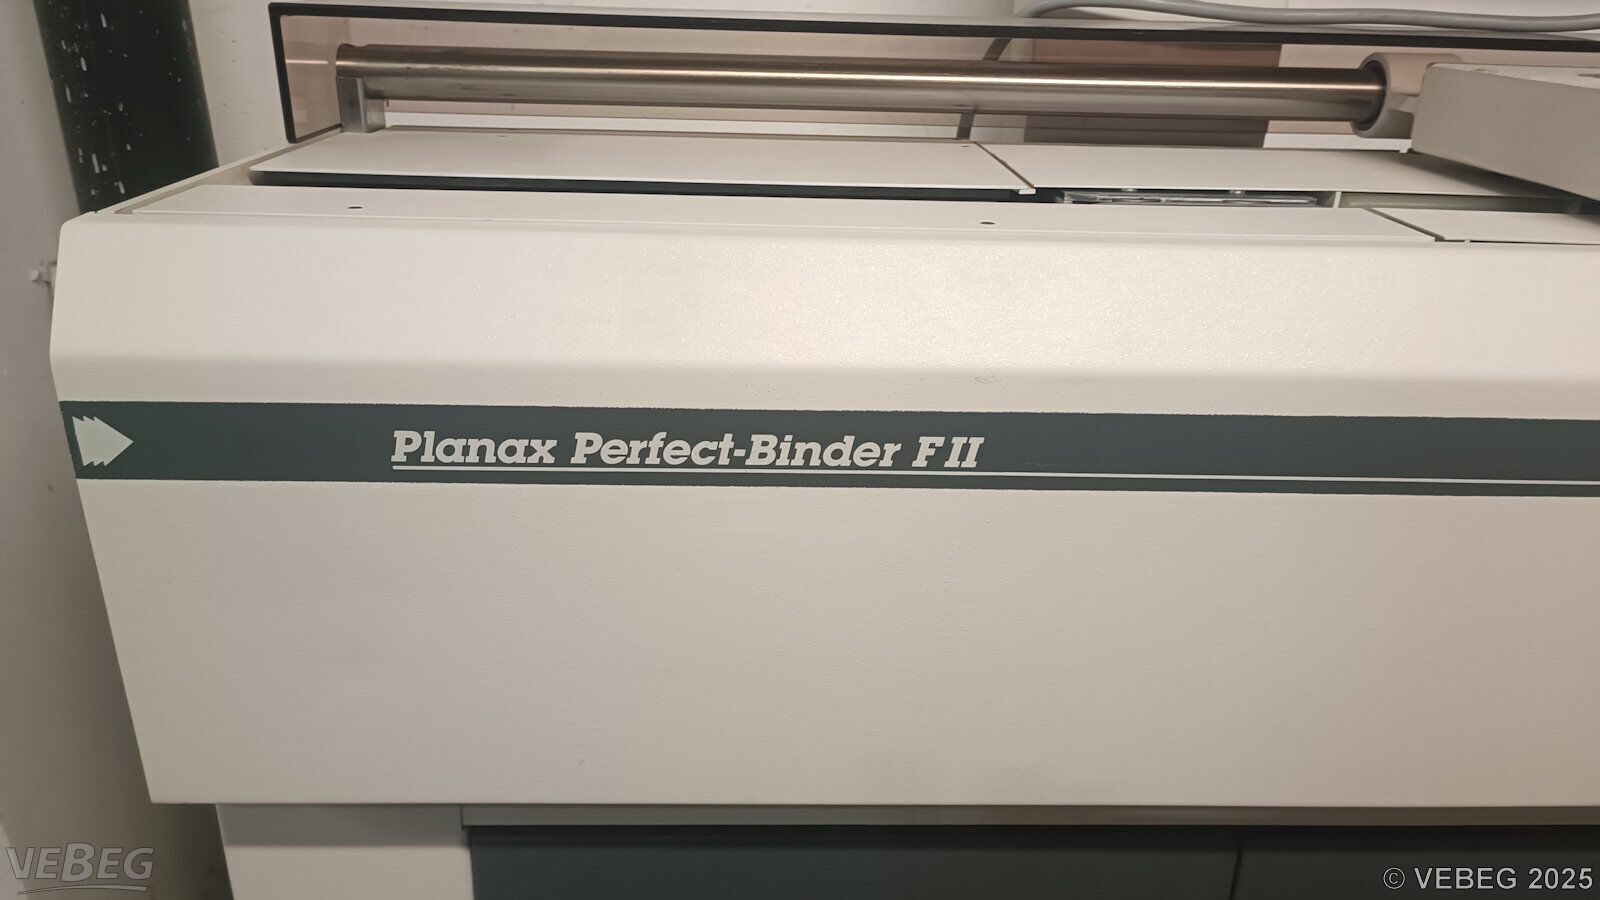 Planax Perfect-Binder F II
VEBEG
© VEBEG 2025